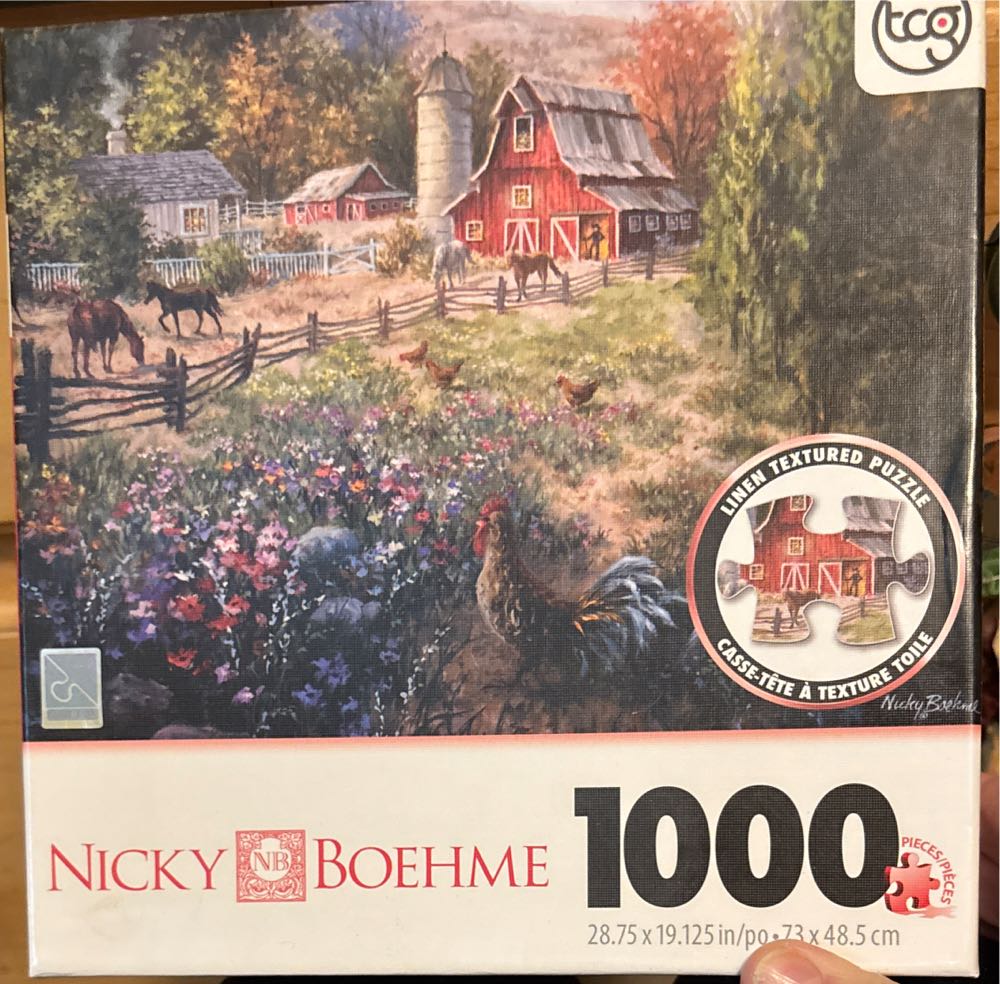 tcg
LINEN TEXTURED PUZZLE
CASSE-TÊTE À TEXTURE TOILE
Nicky Boehme
NICKY NB BOEHME
1000
PIECES/PIÈCES
28.75 x 19.125 in/po • 73 x 48.5 cm